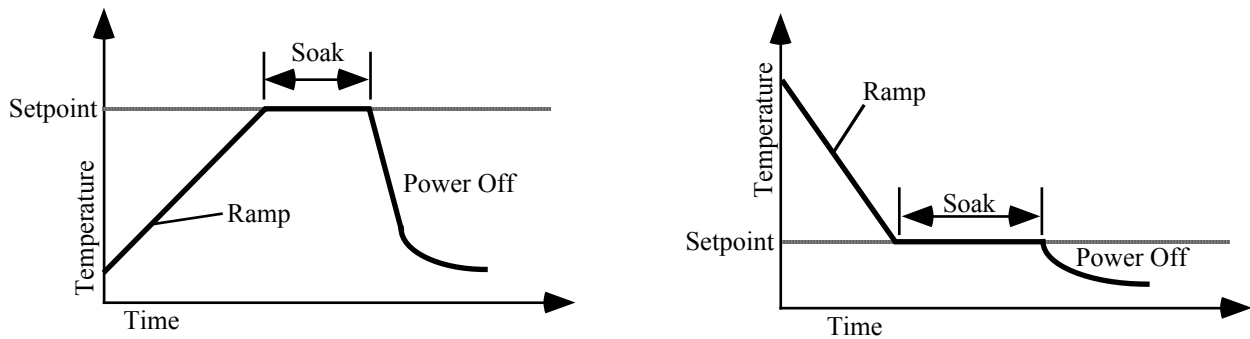 Soak
Setpoint
Temperature
Ramp
Power Off
Time
Temperature
Ramp
Soak
Setpoint
Power Off
Time